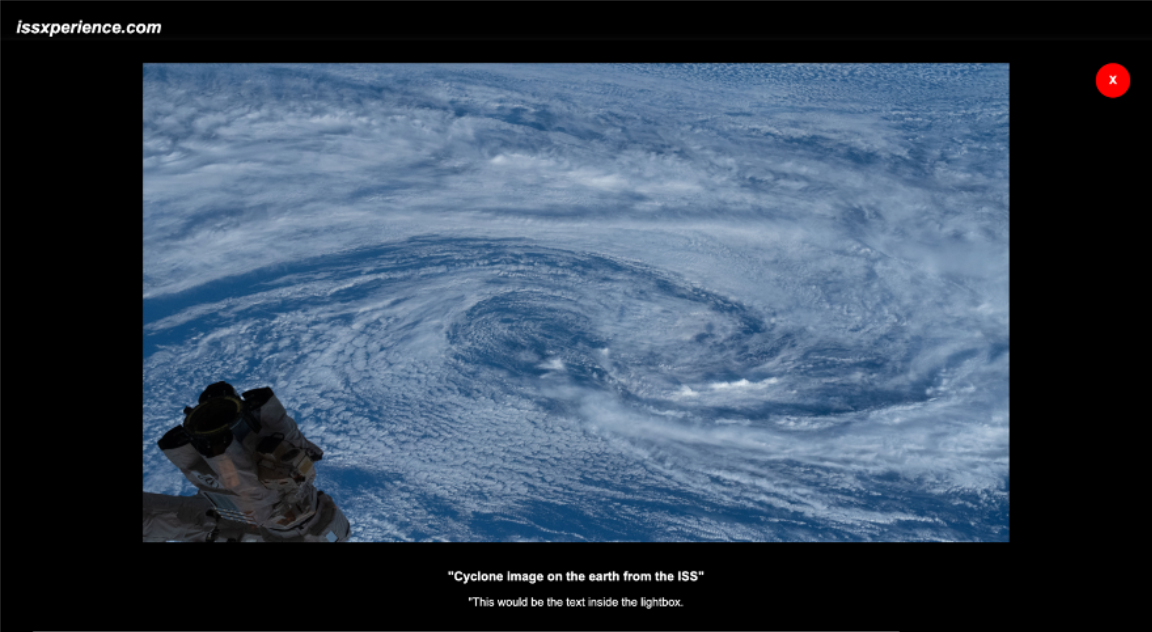 issxperience.com
X
"Cyclone Image on the earth from the ISS"
"This would be the text inside the lightbox.